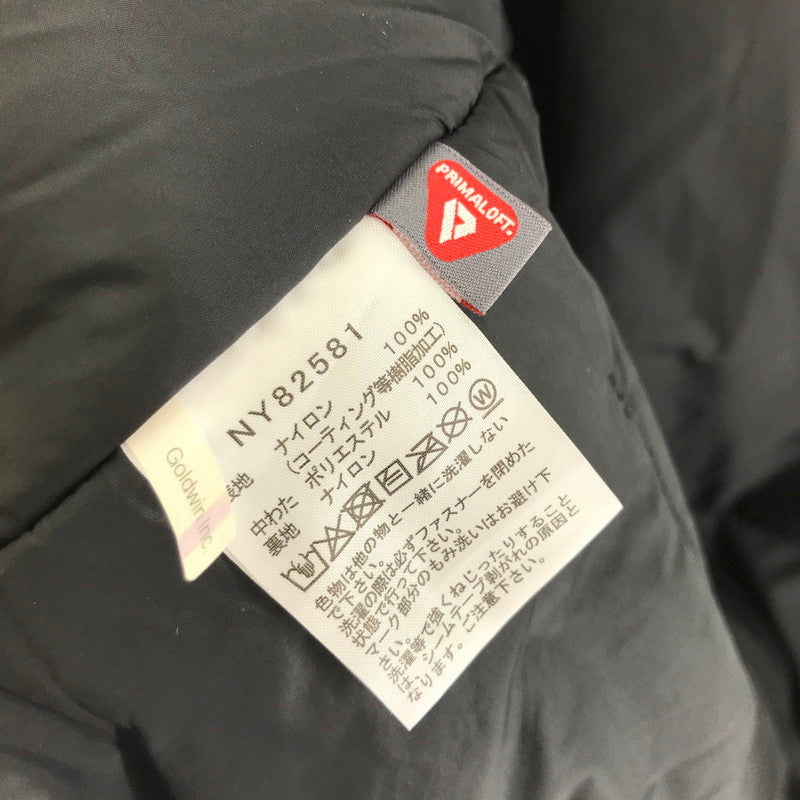 PRIMALOFT
NY82581
表地 ナイロン 100%
(コーティング等樹脂加工)
中わた ポリエステル 100%
裏地 ナイロン 100%
W
色物は他の物と一緒に洗濯しない
で下さい。
洗濯の際は必ずファスナーを閉めた
状態で行って下さい。
マーク部分のもみ洗いはお避け下
さい。
洗濯等で強くねじったりすること
は、シームテープ剥がれの原因と
なります。ご注意下さい。
Goldwin Inc.